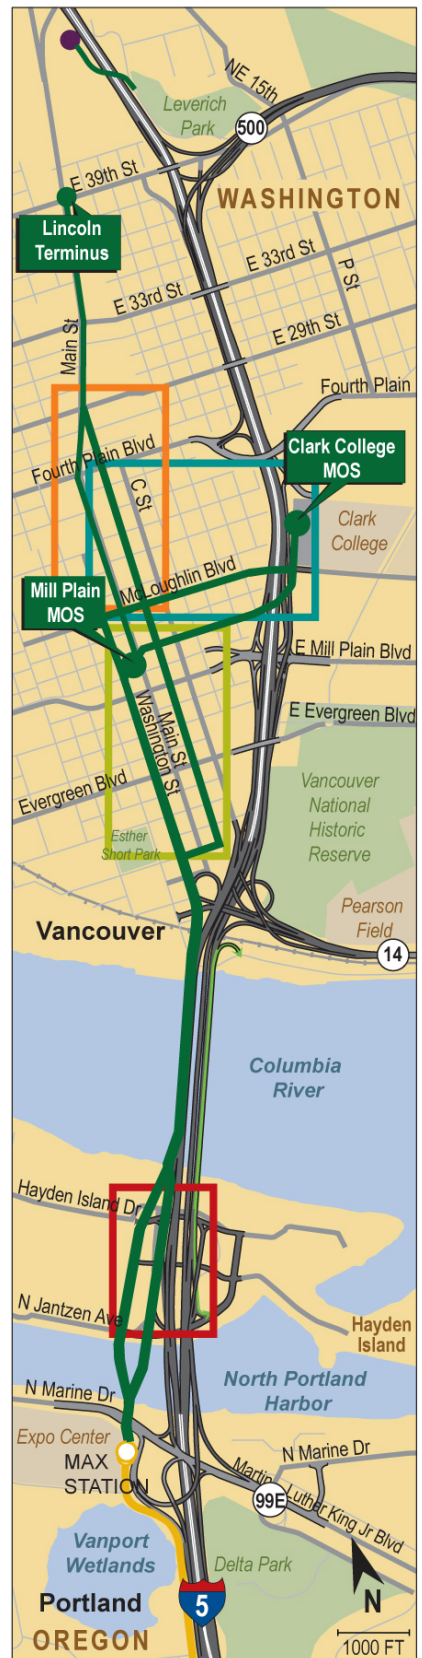 NE 15th
Leverich
Park
500
E 39th St
WASHINGTON
Lincoln
Terminus
E 33rd St
E 33rd St
P St
Main St
E 29th St
Fourth Plain
Fourth Plain Blvd
Clark College
MOS
C St
Clark
College
McLoughlin Blvd
Mill Plain
MOS
E Mill Plain Blvd
Main St
Washington St
E Evergreen Blvd
Evergreen Blvd
Vancouver
National
Historic
Reserve
Esther
Short Park
Pearson
Field
Vancouver
14
Columbia
River
Hayden Island Dr
N Jantzen Ave
Hayden
Island
North Portland
Harbor
N Marine Dr
Expo Center
MAX
STATION
N Marine Dr
Martin Luther King Jr Blvd
99E
Vanport
Wetlands
Delta Park
Portland
5
N
OREGON
1000 FT